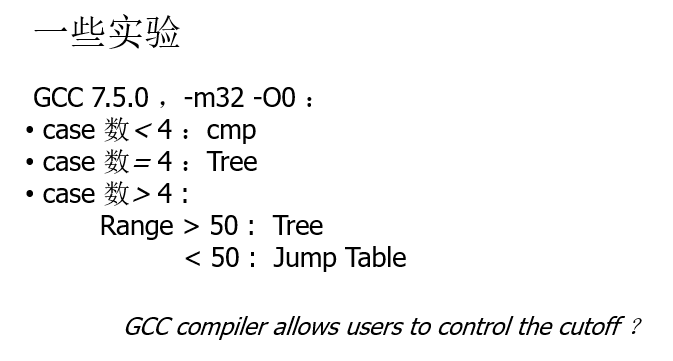 一些实验
GCC 7.5.0 ，-m32 -O0：
• case 数< 4 ：cmp
• case 数= 4 ：Tree
• case 数> 4 :
Range > 50 : Tree
< 50 : Jump Table
GCC compiler allows users to control the cutoff ？